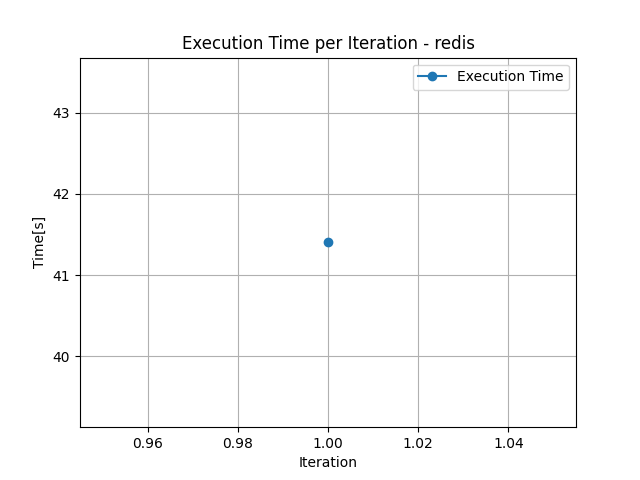 Execution Time per Iteration - redis
Execution Time
43
42
41
40
Time[s]
0.96 0.98 1.00 1.02 1.04
Iteration